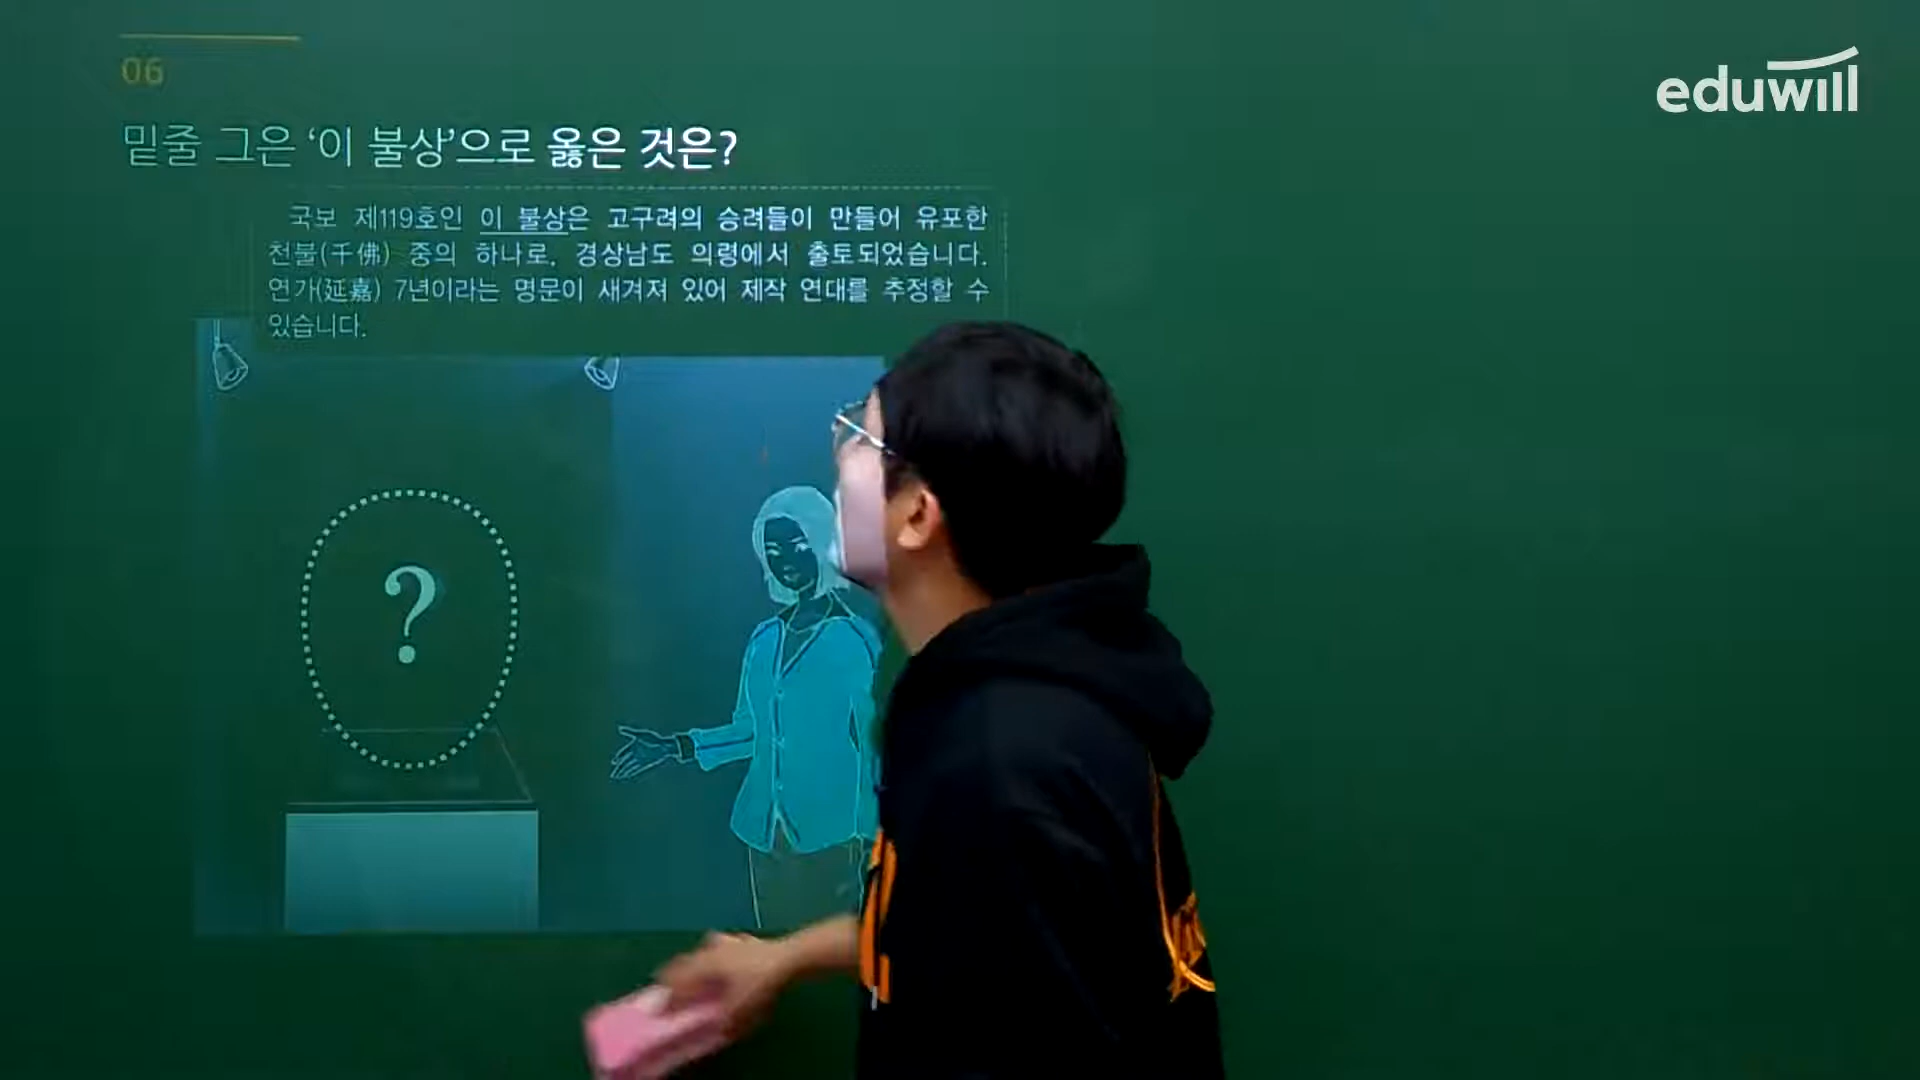 06
eduwill
밑줄 그은 ‘이 불상’으로 옳은 것은?
국보 제119호인 이 불상은 고구려의 승려들이 만들어 유포한
천불(千佛) 중의 하나로, 경상남도 의령에서 출토되었습니다.
연가(延嘉) 7년이라는 명문이 새겨져 있어 제작 연대를 추정할 수
있습니다.
?